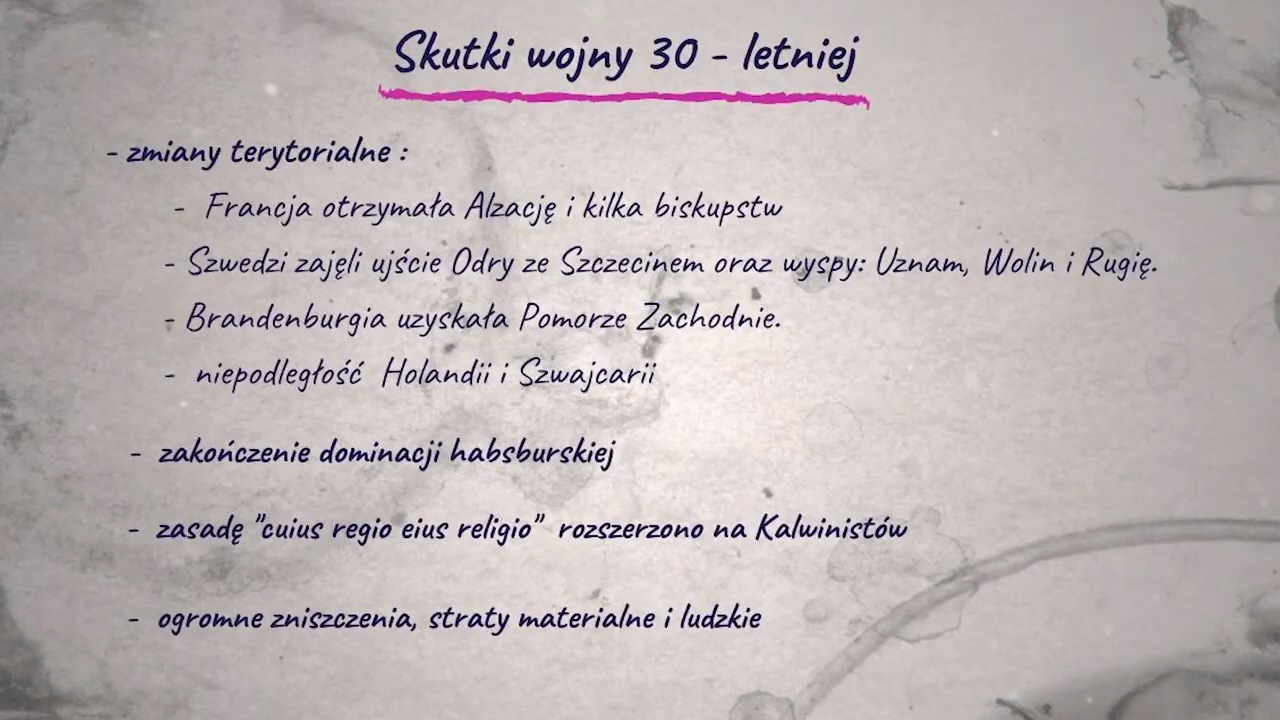 Skutki wojny 30 - letniej
- zmiany terytorialne :
- Francja otrzymała Alzację i kilka biskupstw
- Szwedzi zajęli ujście Odry ze Szczecinem oraz wyspy: Uznam, Wolin i Rugię.
- Brandenburgia uzyskała Pomorze Zachodnie.
- niepodległość Holandii i Szwajcarii
- zakończenie dominacji habsburskiej
- zasadę "cuius regio eius religio" rozszerzono na Kalwinistów
- ogromne zniszczenia, straty materialne i ludzkie